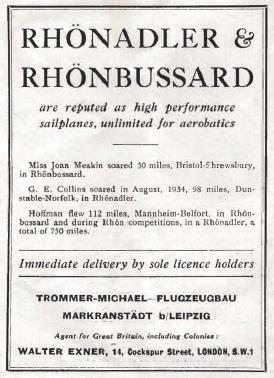 RHÖNADLER &
RHÖNBUSSARD
are reputed as high performance
sailplanes, unlimited for aerobatics
Miss Joan Meakin soared 50 miles, Bristol-Shrewsbury,
in Rhönbussard.
G. E. Collins soared in August, 1934, 98 miles, Dun-
stable-Norfolk, in Rhönadler.
Hoffman flew 112 miles, Mannheim-Belfort, in Rhön-
bussard and during Rhön competitions, in a Rhönadler, a
total of 750 miles.
Immediate delivery by sole licence holders
TROMMER-MICHAEL-FLUGZEUGBAU
MARKRANSTÄDT b/LEIPZIG
Agent for Great Britain, including Colonies:
WALTER EXNER, 14, Cockspur Street, LONDON, S.W.1